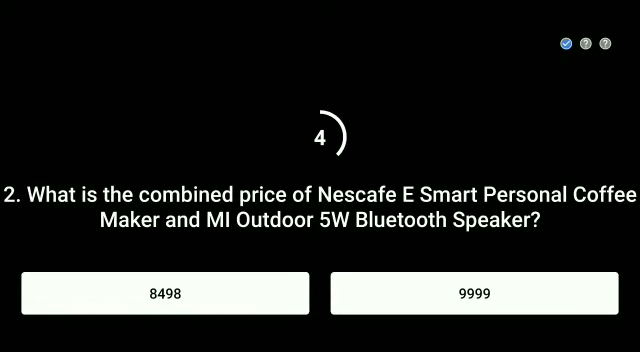 ? ?
4
2. What is the combined price of Nescafe E Smart Personal Coffee
Maker and MI Outdoor 5W Bluetooth Speaker?
8498
9999